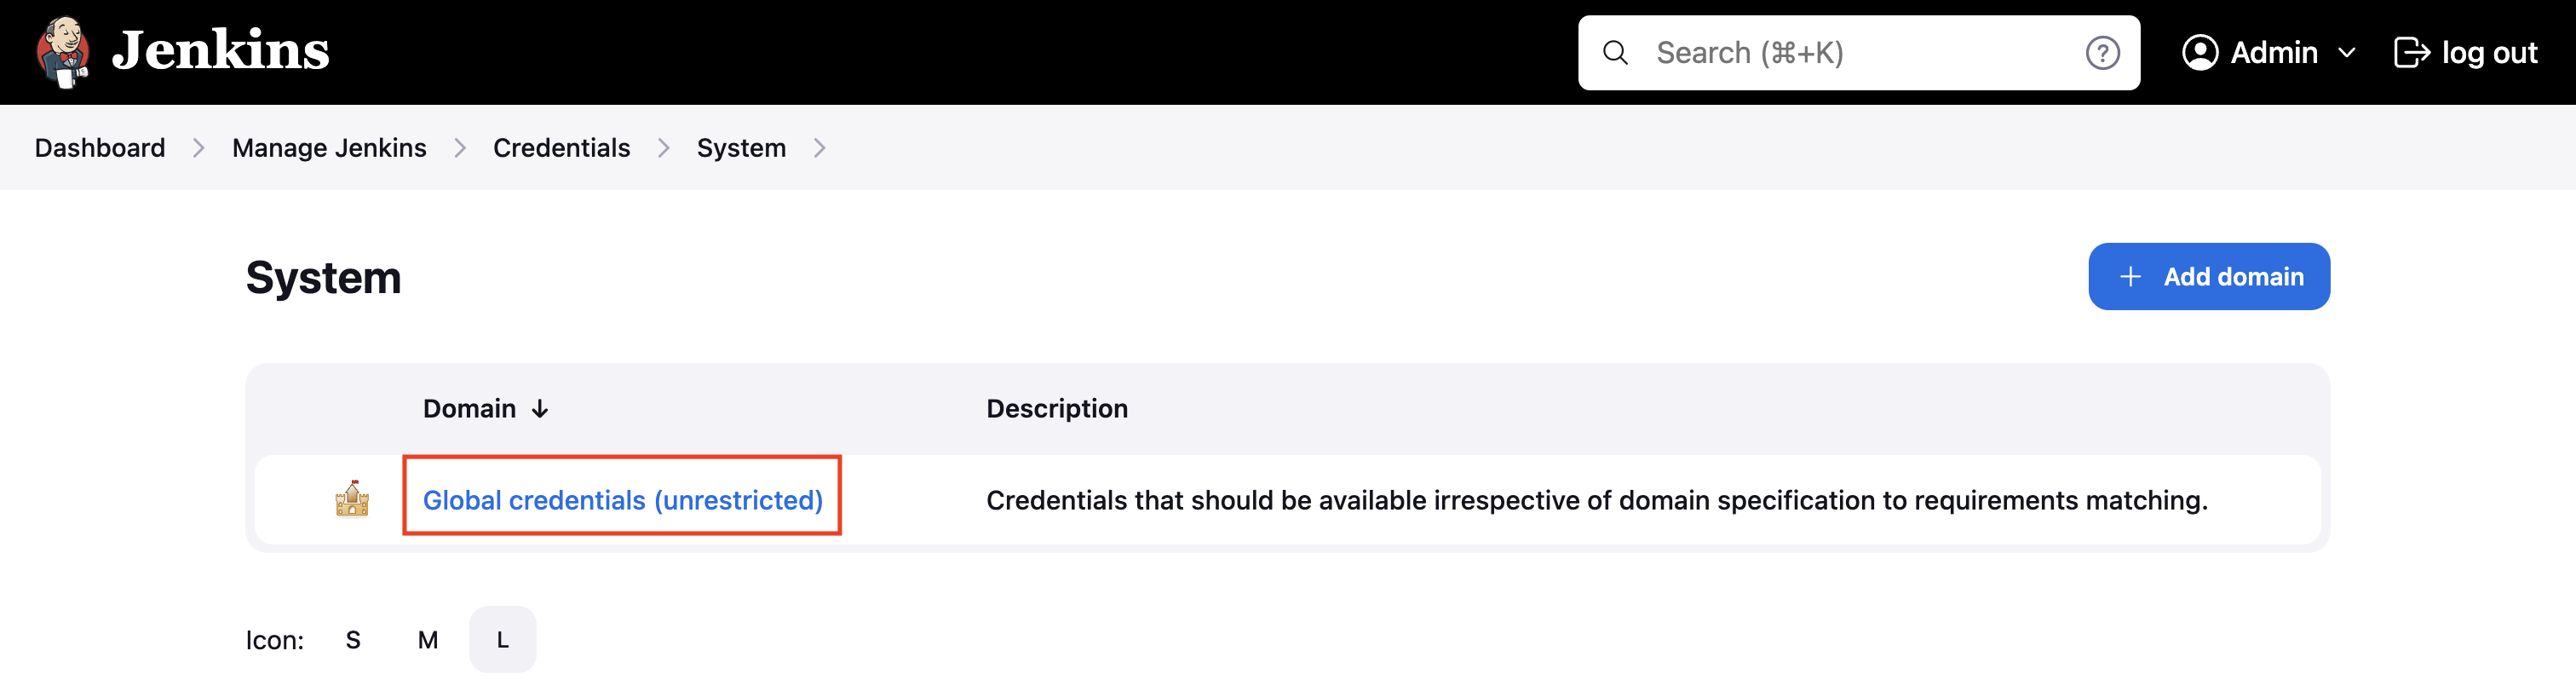 Jenkins
Search (⌘+K)
Admin
log out
Dashboard
Manage Jenkins
Credentials
System
System
Add domain
Domain ↓
Description
Global credentials (unrestricted)
Credentials that should be available irrespective of domain specification to requirements matching.
Icon: S M L